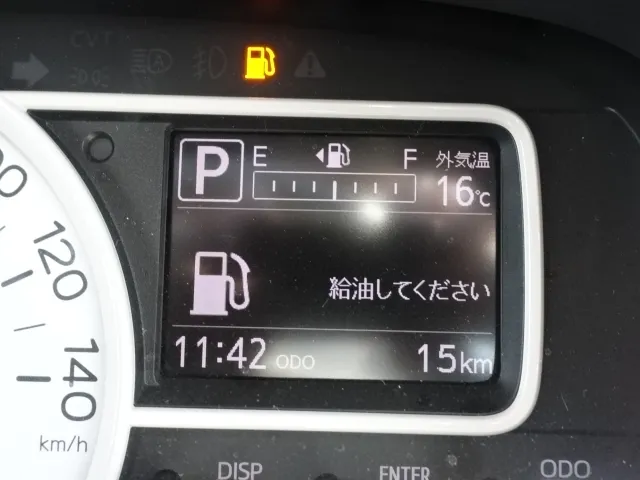 CVT
P E F 外気温
16℃
給油してください
11:42 ODO 15km
120
140
km/h
DISP ENTER ODO